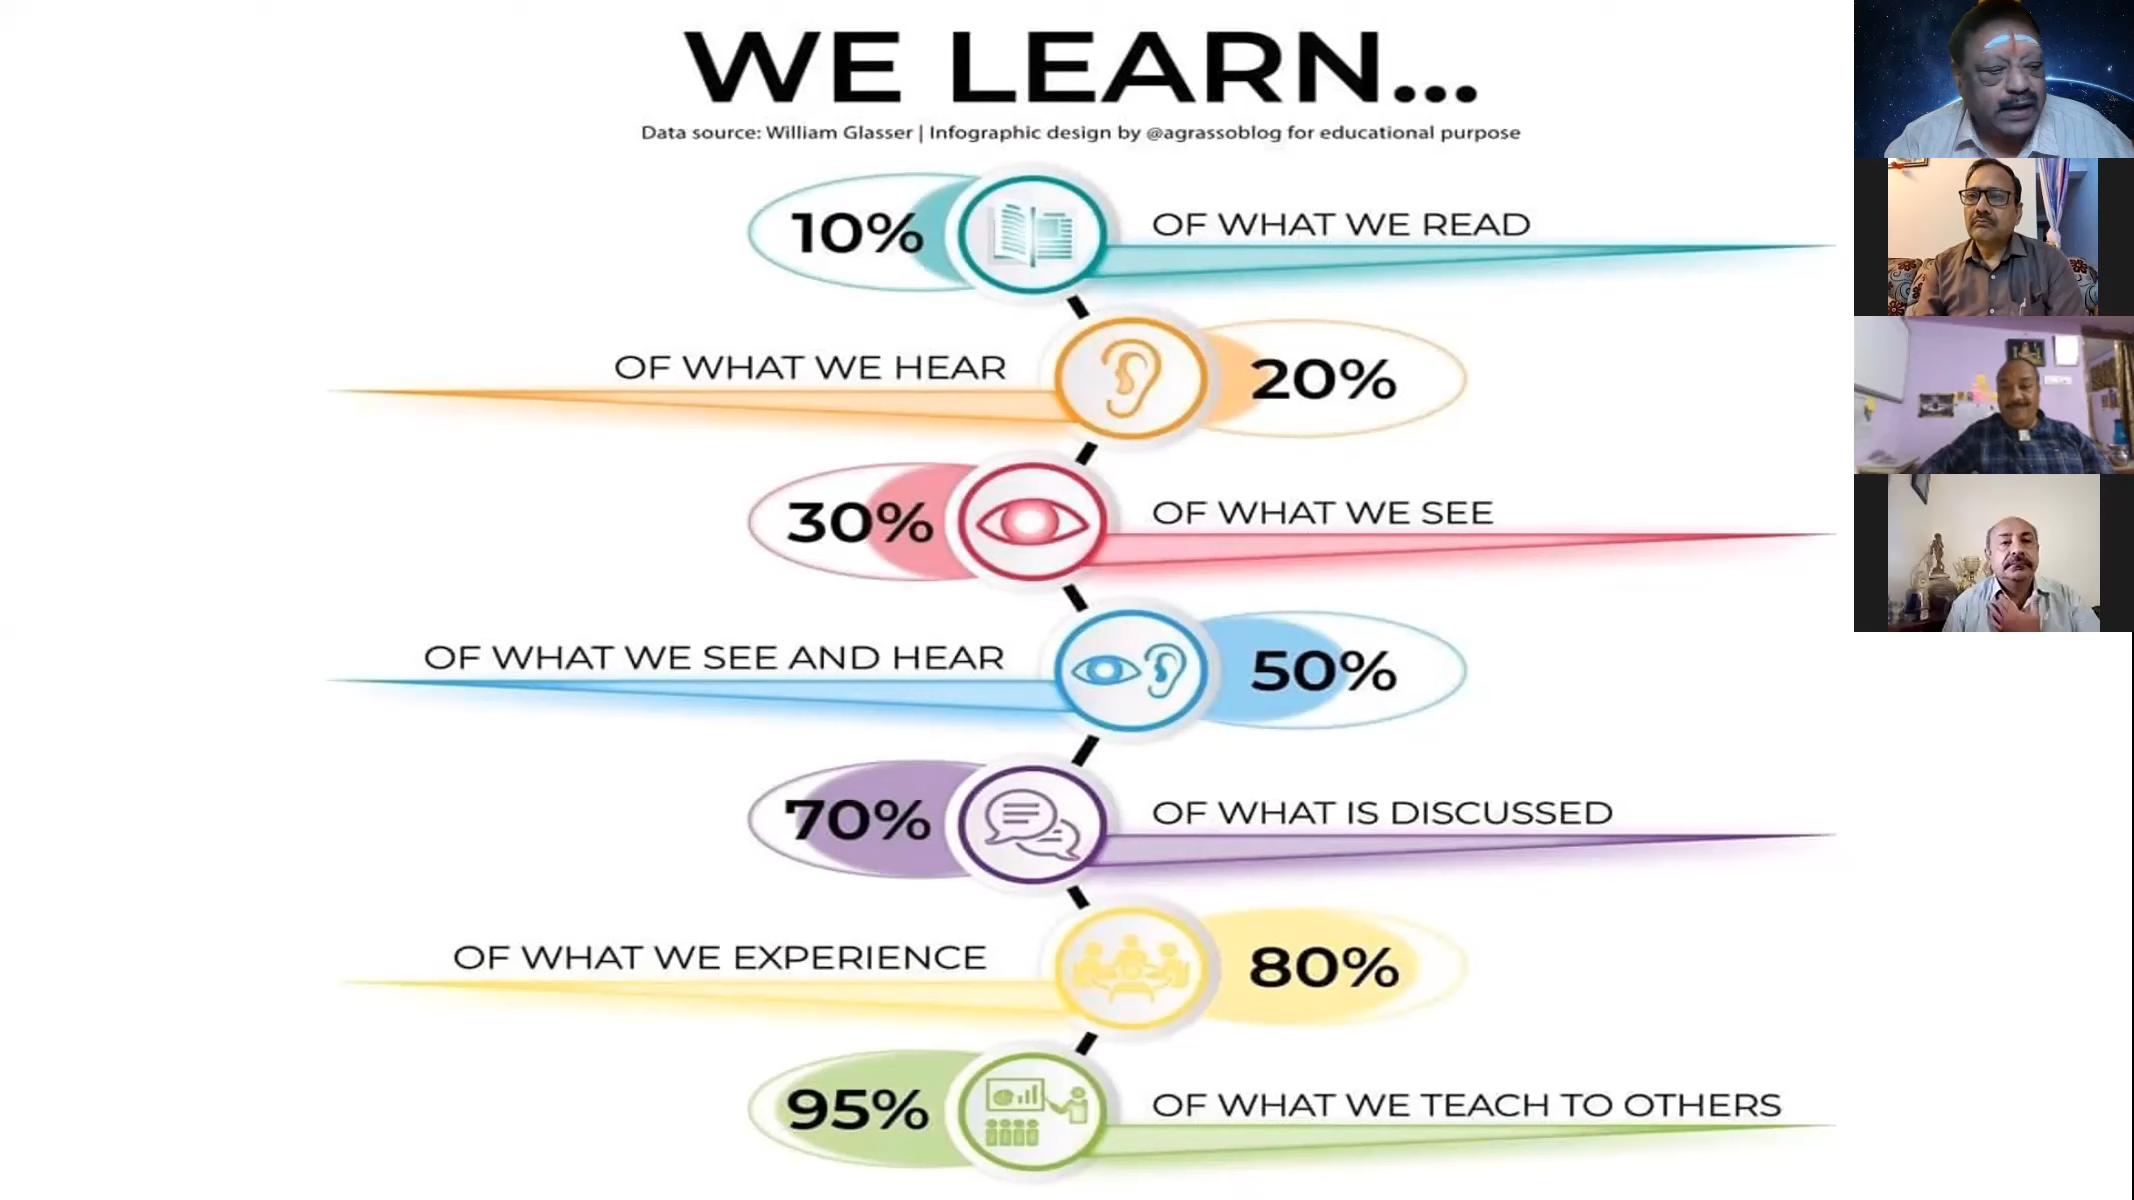 WE LEARN...
Data source: William Glasser | Infographic design by @agrassoblog for educational purpose
10% OF WHAT WE READ
OF WHAT WE HEAR 20%
30% OF WHAT WE SEE
OF WHAT WE SEE AND HEAR 50%
70% OF WHAT IS DISCUSSED
OF WHAT WE EXPERIENCE 80%
95% OF WHAT WE TEACH TO OTHERS